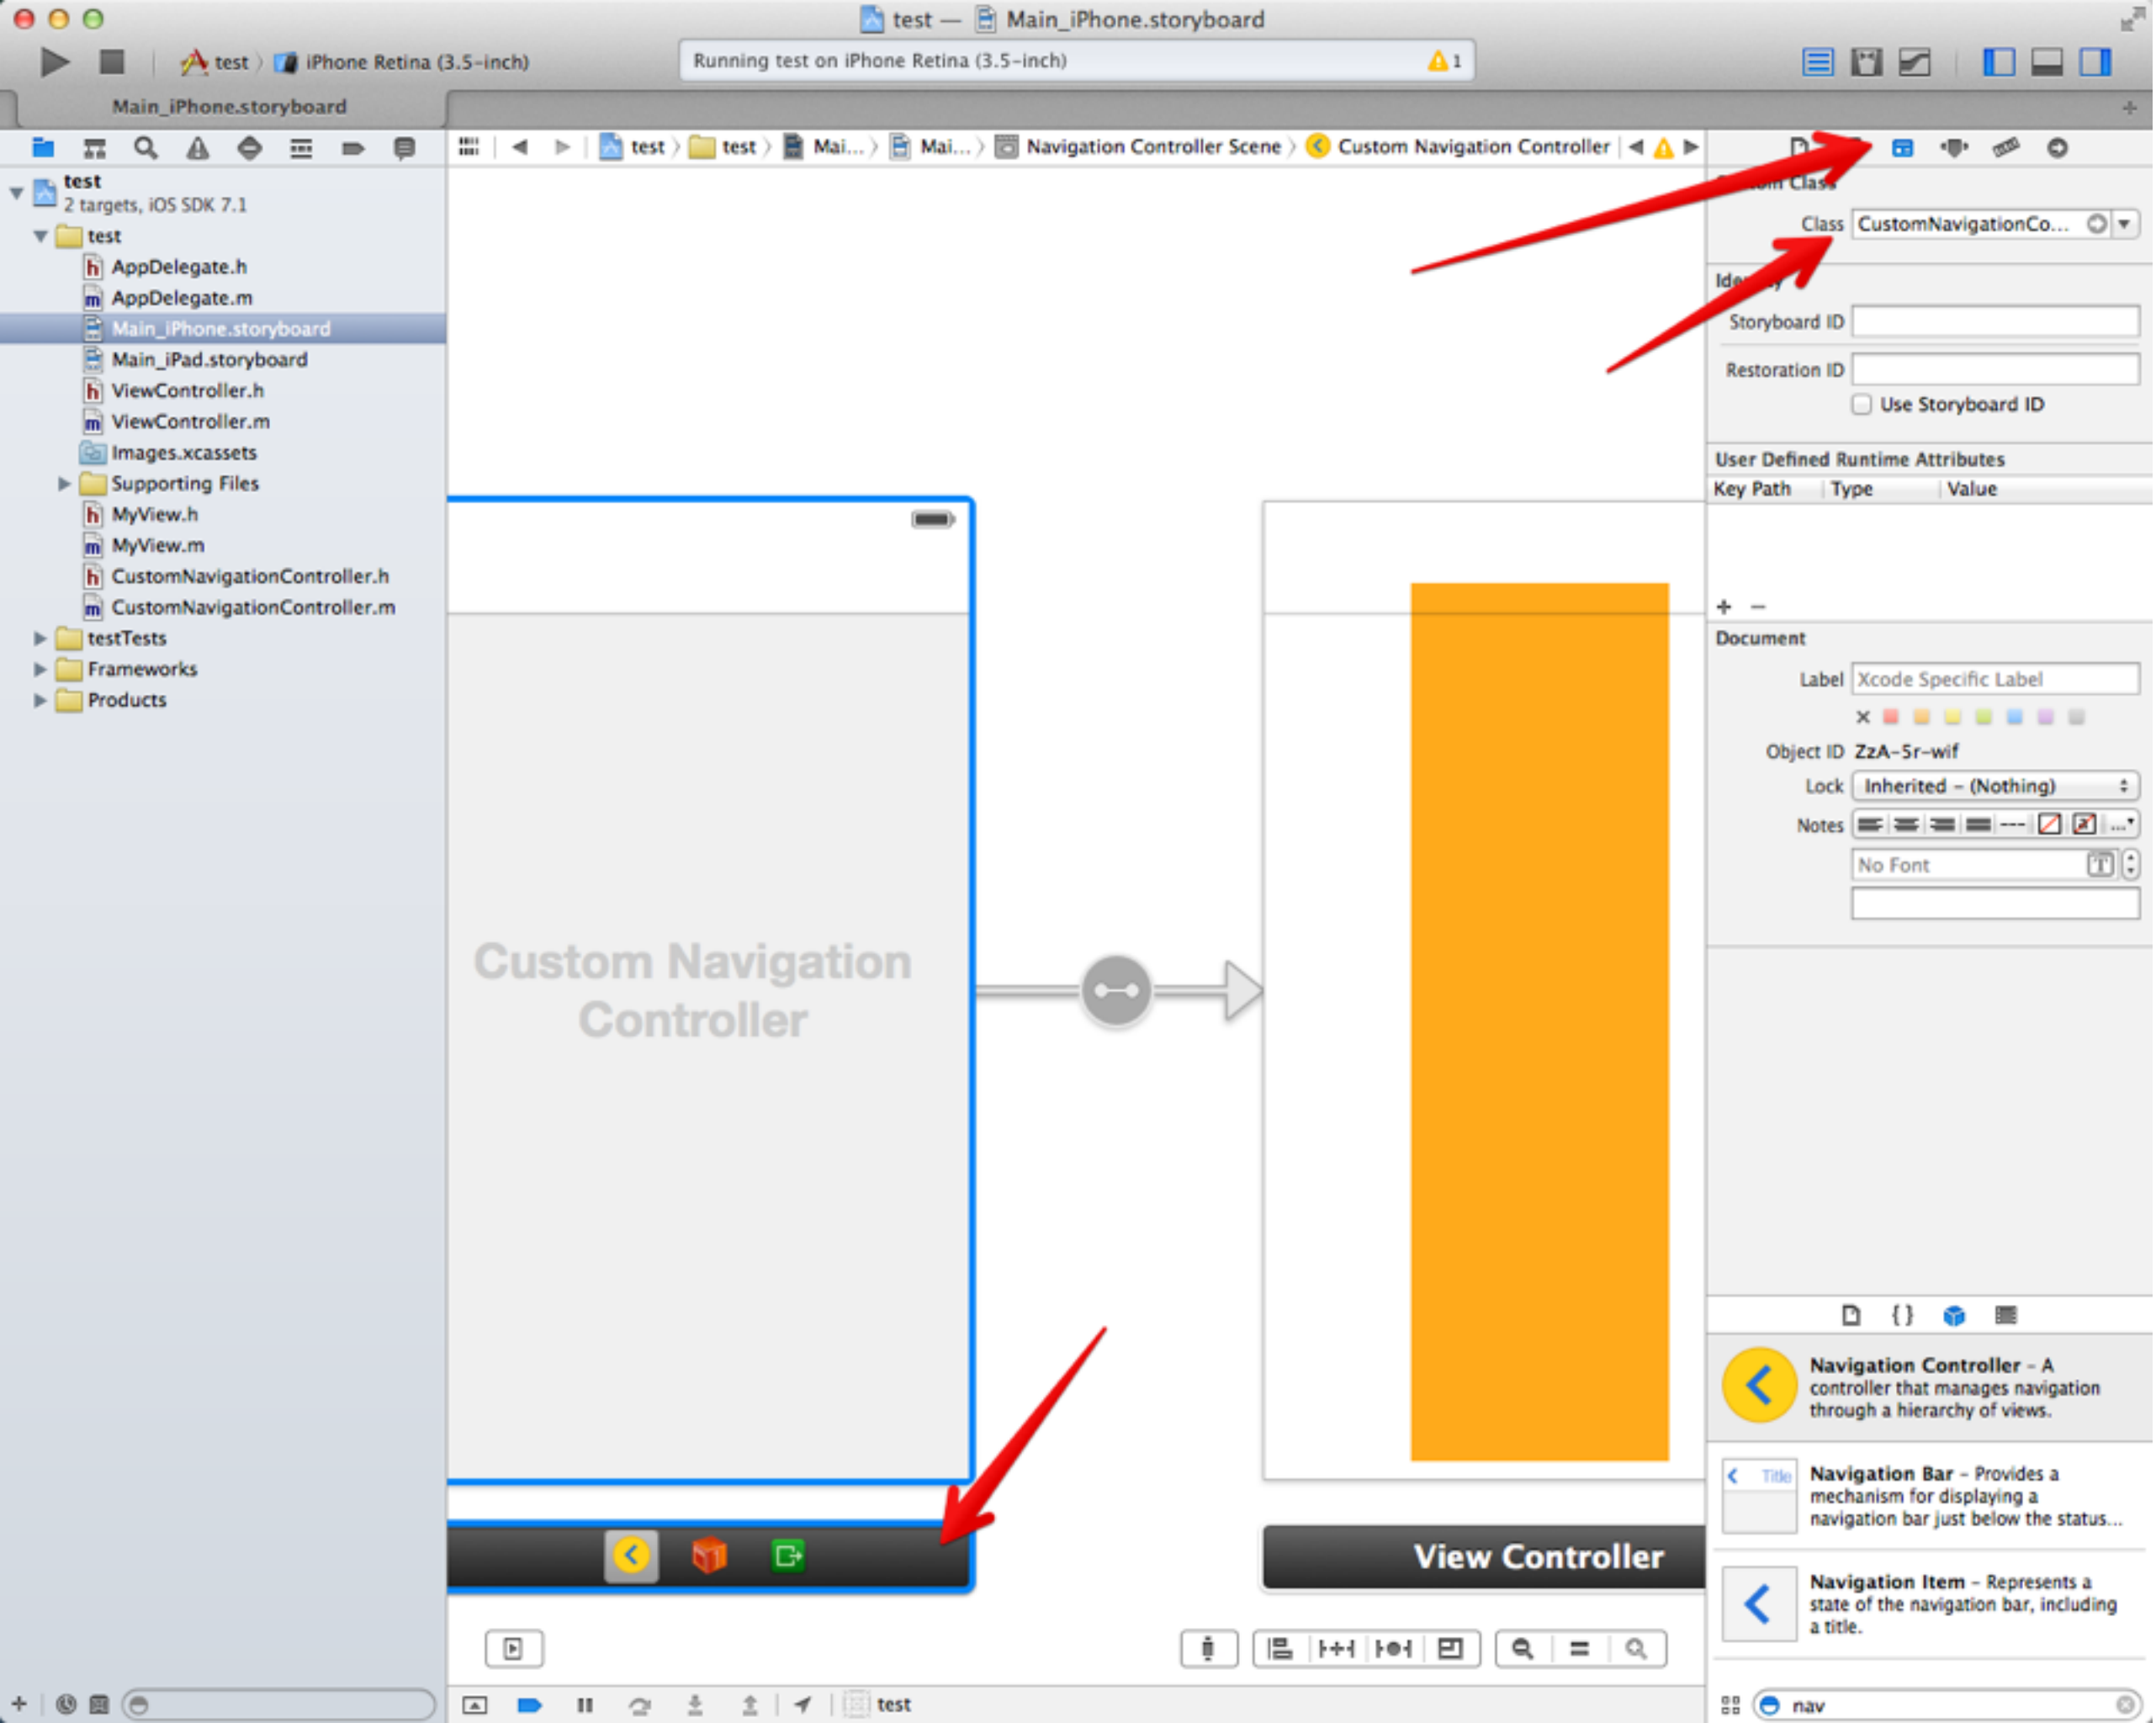 test — Main_iPhone.storyboard
test 〉 iPhone Retina (3.5-inch)
Running test on iPhone Retina (3.5-inch)
1
Main_iPhone.storyboard
test 〉 test 〉 Mai... 〉 Mai... 〉 Navigation Controller Scene 〉 Custom Navigation Controller
test
2 targets, iOS SDK 7.1
test
AppDelegate.h
AppDelegate.m
Main_iPhone.storyboard
Main_iPad.storyboard
ViewController.h
ViewController.m
Images.xcassets
Supporting Files
MyView.h
MyView.m
CustomNavigationController.h
CustomNavigationController.m
testTests
Frameworks
Products
Custom Navigation
Controller
View Controller
test
Class
Class CustomNavigationCo...
Storyboard ID
Restoration ID
Use Storyboard ID
User Defined Runtime Attributes
Key Path Type Value
+ −
Document
Label Xcode Specific Label
Object ID ZzA-5r-wif
Lock Inherited - (Nothing)
Notes
No Font
Navigation Controller - A
controller that manages navigation
through a hierarchy of views.
Title
Navigation Bar - Provides a
mechanism for displaying a
navigation bar just below the status...
Navigation Item - Represents a
state of the navigation bar, including
a title.
nav